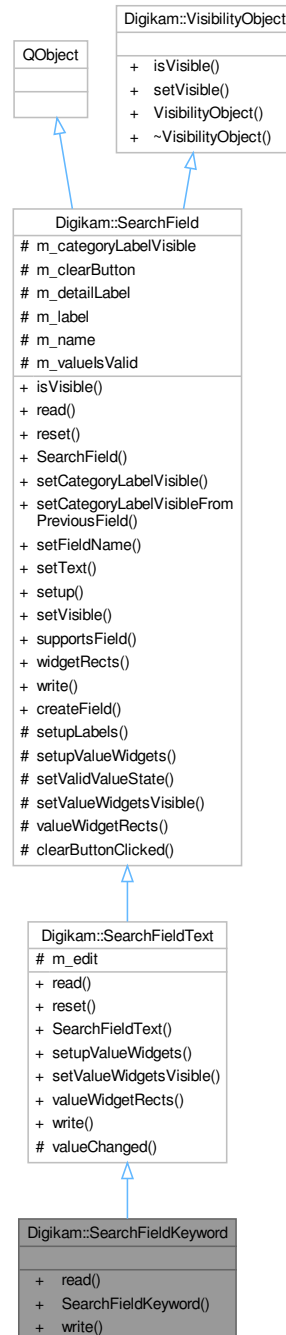 Digikam::VisibilityObject
+ isVisible()
+ setVisible()
+ VisibilityObject()
+ ~VisibilityObject()
QObject
Digikam::SearchField
# m_categoryLabelVisible
# m_clearButton
# m_detailLabel
# m_label
# m_name
# m_valueIsValid
+ isVisible()
+ read()
+ reset()
+ SearchField()
+ setCategoryLabelVisible()
+ setCategoryLabelVisibleFrom
PreviousField()
+ setFieldName()
+ setText()
+ setup()
+ setVisible()
+ supportsField()
+ widgetRects()
+ write()
+ createField()
# setupLabels()
# setupValueWidgets()
# setValidValueState()
# setValueWidgetsVisible()
# valueWidgetRects()
# clearButtonClicked()
Digikam::SearchFieldText
# m_edit
+ read()
+ reset()
+ SearchFieldText()
+ setupValueWidgets()
+ setValueWidgetsVisible()
+ valueWidgetRects()
+ write()
# valueChanged()
Digikam::SearchFieldKeyword
+ read()
+ SearchFieldKeyword()
+ write()